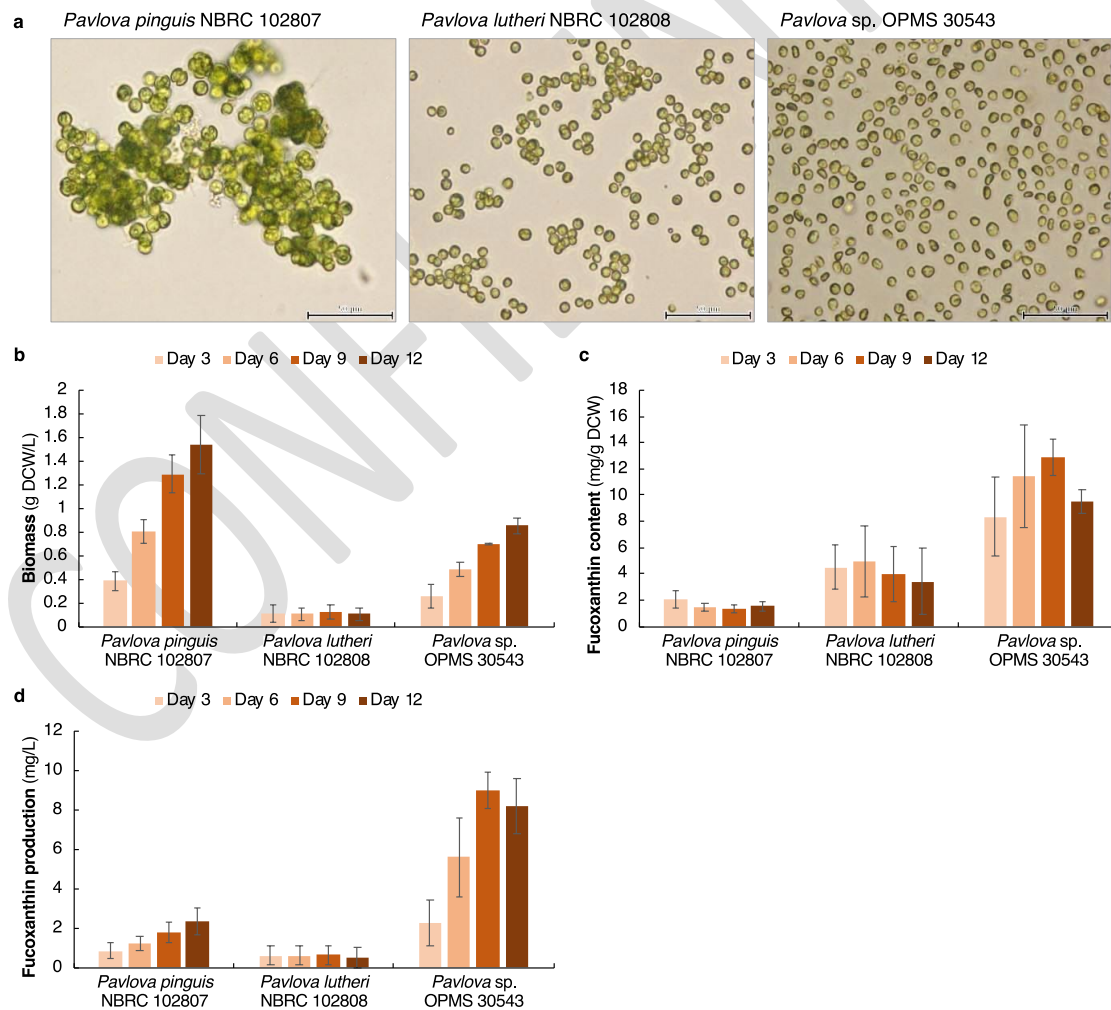 a
Pavlova pinguis NBRC 102807
Pavlova lutheri NBRC 102808
Pavlova sp. OPMS 30543
50 μm
50 μm
50 μm
b
Day 3 Day 6 Day 9 Day 12
Biomass (g DCW/L)
2
1.8
1.6
1.4
1.2
1
0.8
0.6
0.4
0.2
0
Pavlova pinguis
NBRC 102807
Pavlova lutheri
NBRC 102808
Pavlova sp.
OPMS 30543
c
Day 3 Day 6 Day 9 Day 12
Fucoxanthin content (mg/g DCW)
18
16
14
12
10
8
6
4
2
0
Pavlova pinguis
NBRC 102807
Pavlova lutheri
NBRC 102808
Pavlova sp.
OPMS 30543
d
Day 3 Day 6 Day 9 Day 12
Fucoxanthin production (mg/L)
12
10
8
6
4
2
0
Pavlova pinguis
NBRC 102807
Pavlova lutheri
NBRC 102808
Pavlova sp.
OPMS 30543